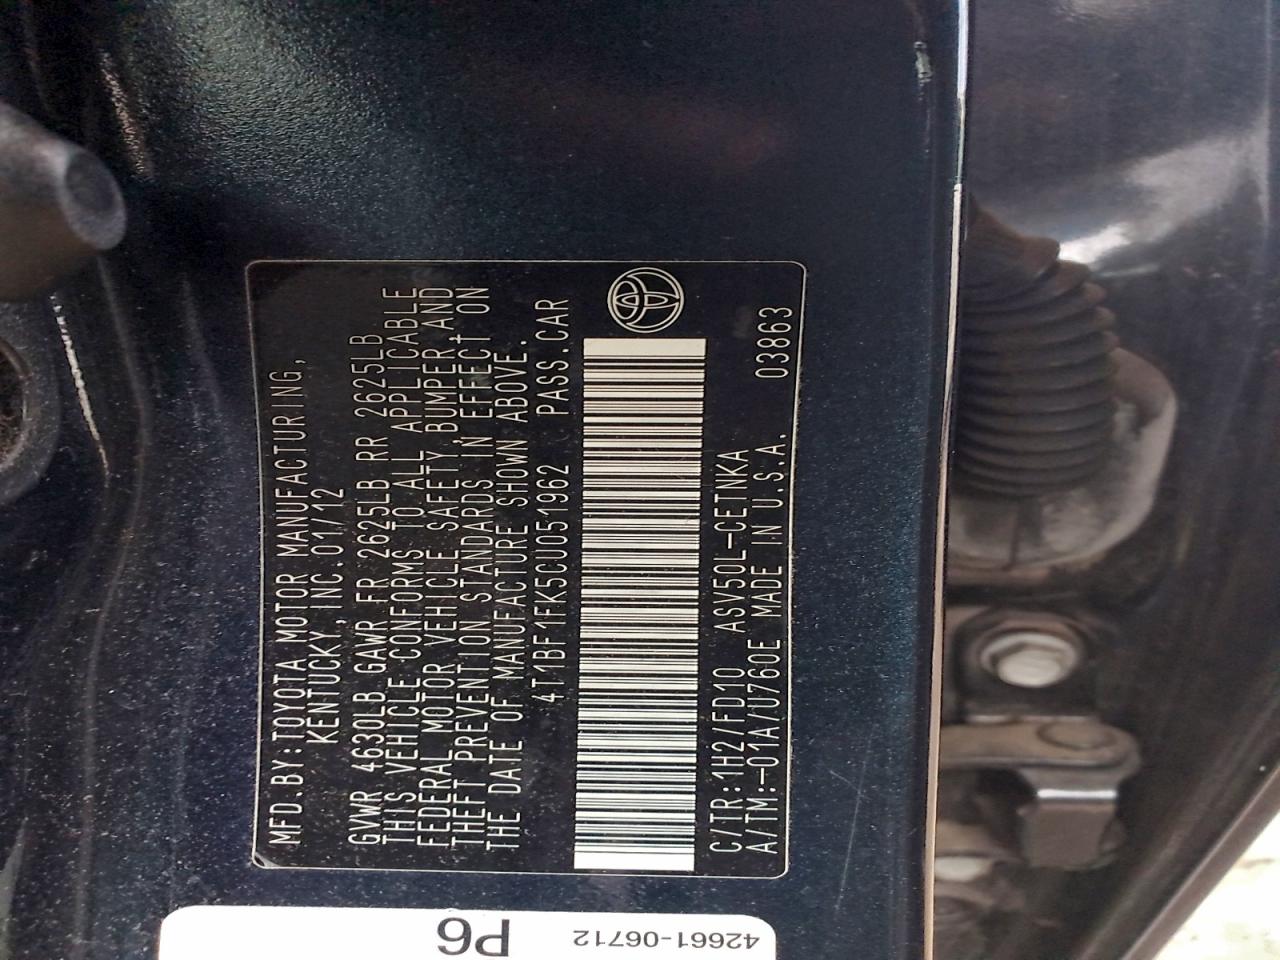 MFD.BY:TOYOTA MOTOR MANUFACTURING,
KENTUCKY,INC.01/12
GVWR 4630LB GAWR FR 2625LB RR 2625LB
THIS VEHICLE CONFORMS TO ALL APPLICABLE
FEDERAL MOTOR VEHICLE SAFETY,BUMPER,AND
THEFT PREVENTION STANDARDS IN EFFECT ON
THE DATE OF MANUFACTURE SHOWN ABOVE.
4T1BF1FK5CU051962 PASS.CAR
C/TR:1H2/FD10 ASV50L-CETNKA
A/TM:-01A/U760E MADE IN U.S.A. 03863
P6
42661-06712